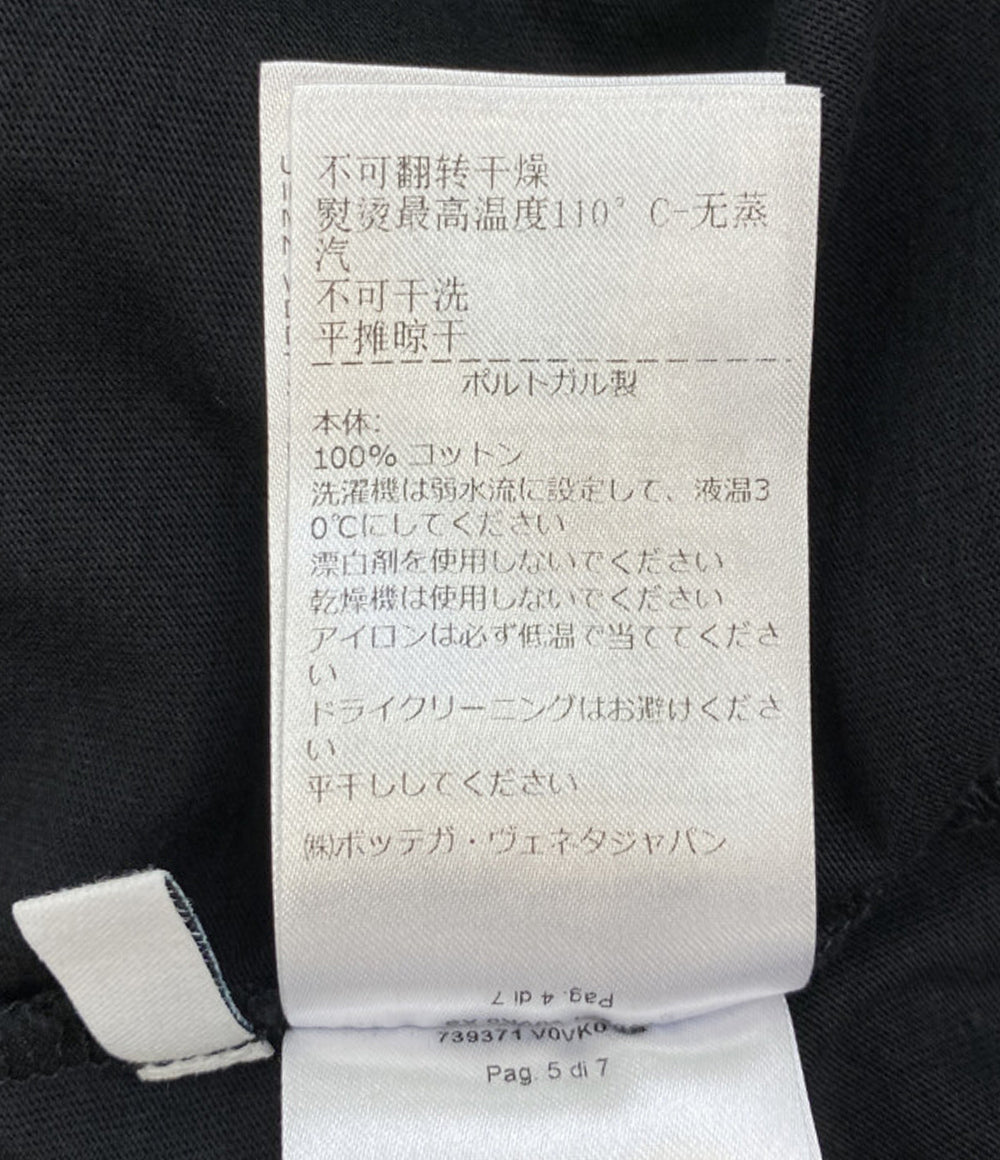 不可翻转干燥
熨烫最高温度110°C-无蒸
汽
不可干洗
平摊晾干
ポルトガル製
本体:
100% コットン
洗濯機は弱水流に設定して、液温3
0℃にしてください
漂白剤を使用しないでください
乾燥機は使用しないでください
アイロンは必ず低温で当ててくださ
い
ドライクリーニングはお避けくださ
い
平干ししてください
㈱ボッテガ・ヴェネタジャパン
Pag. 4 di 7
739371 V0VK0
Pag. 5 di 7